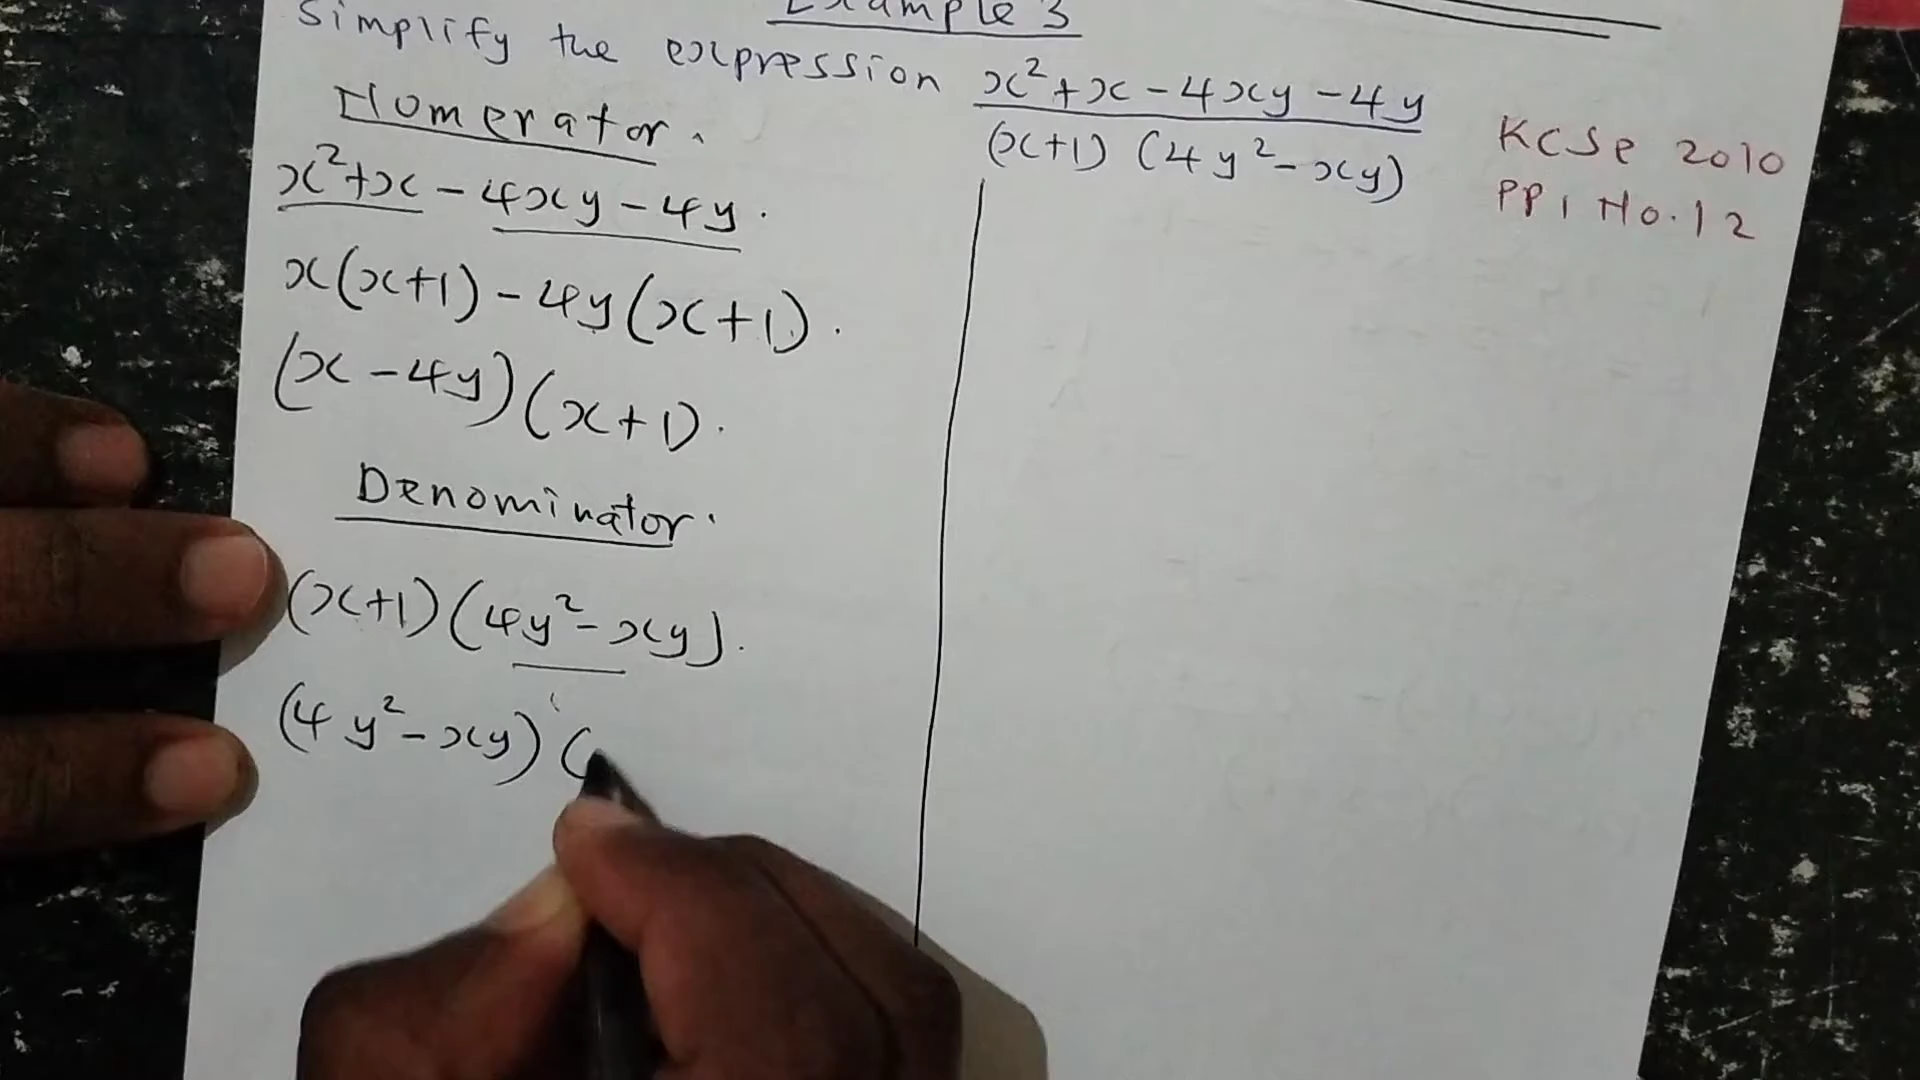 Example 3
Simplify the expression x²+x-4xy-4y / (x+1) (4y²-xy)
KCSe 2010
PP1 No.12
Numerator.
x²+x-4xy-4y.
x(x+1)-4y(x+1).
(x-4y)(x+1).
Denominator.
(x+1)(4y²-xy).
(4y²-xy)(